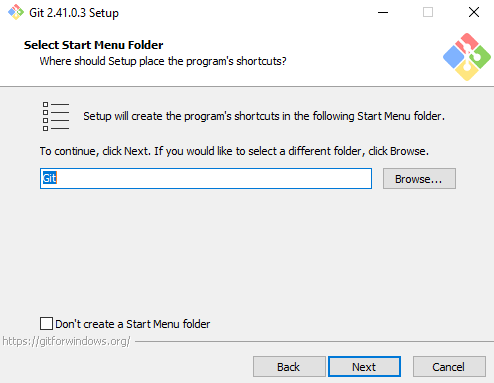 Git 2.41.0.3 Setup
Select Start Menu Folder
Where should Setup place the program's shortcuts?
Setup will create the program's shortcuts in the following Start Menu folder.
To continue, click Next. If you would like to select a different folder, click Browse.
Git
Browse...
Don't create a Start Menu folder
https://gitforwindows.org/
Back
Next
Cancel